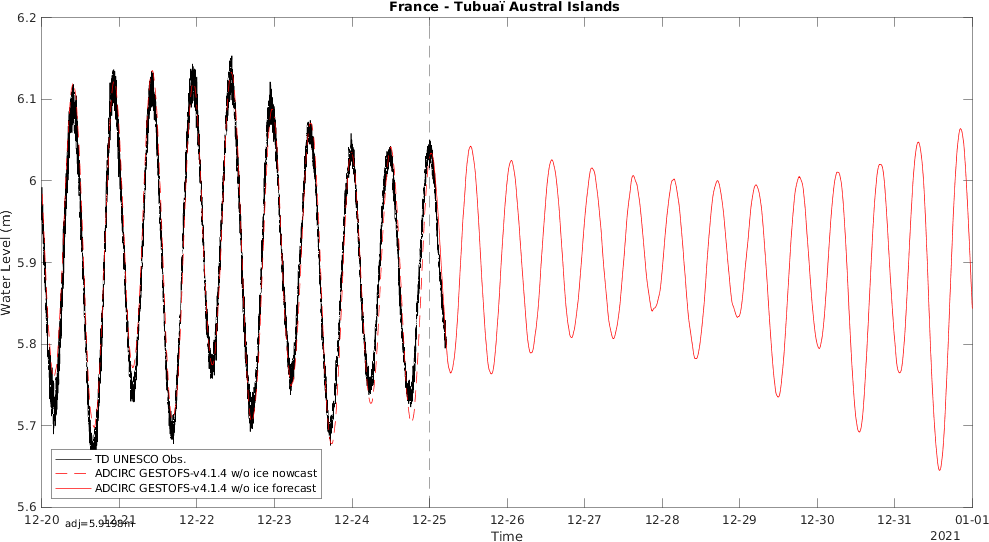 France - Tubuaï Austral Islands
Water Level (m)
6.2
6.1
6
5.9
5.8
5.7
5.6
TD UNESCO Obs.
ADCIRC GESTOFS-v4.1.4 w/o ice nowcast
ADCIRC GESTOFS-v4.1.4 w/o ice forecast
12-20 12-21 12-22 12-23 12-24 12-25 12-26 12-27 12-28 12-29 12-30 12-31 01-01
adj=5.9198m
Time
2021